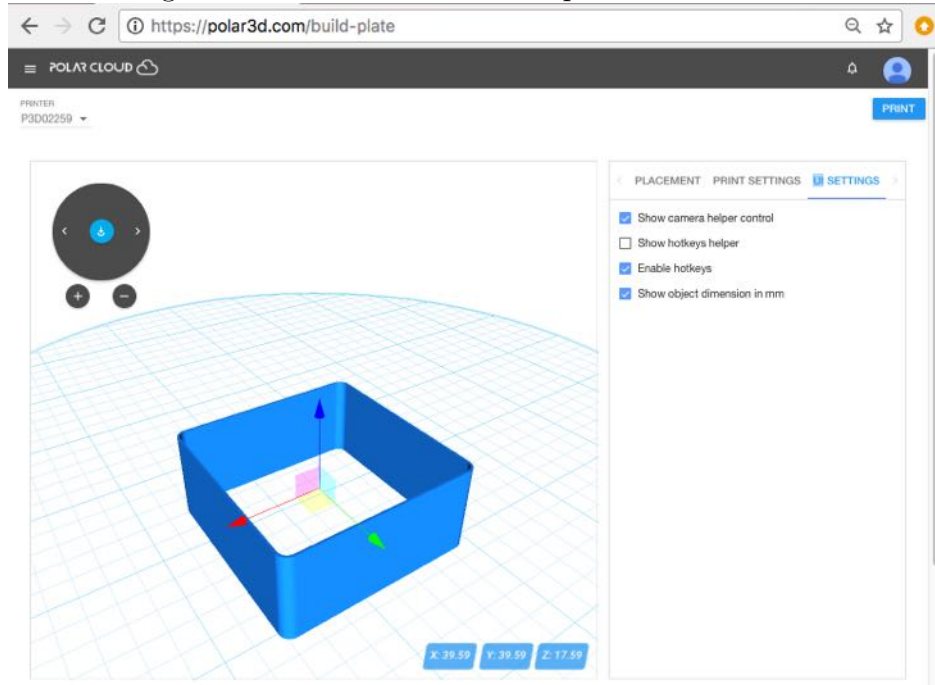 https://polar3d.com/build-plate
POLAR CLOUD
PRINTER
P3D02259
PRINT
PLACEMENT PRINT SETTINGS UI SETTINGS
Show camera helper control
Show hotkeys helper
Enable hotkeys
Show object dimension in mm
X: 39.59 Y: 39.59 Z: 17.59